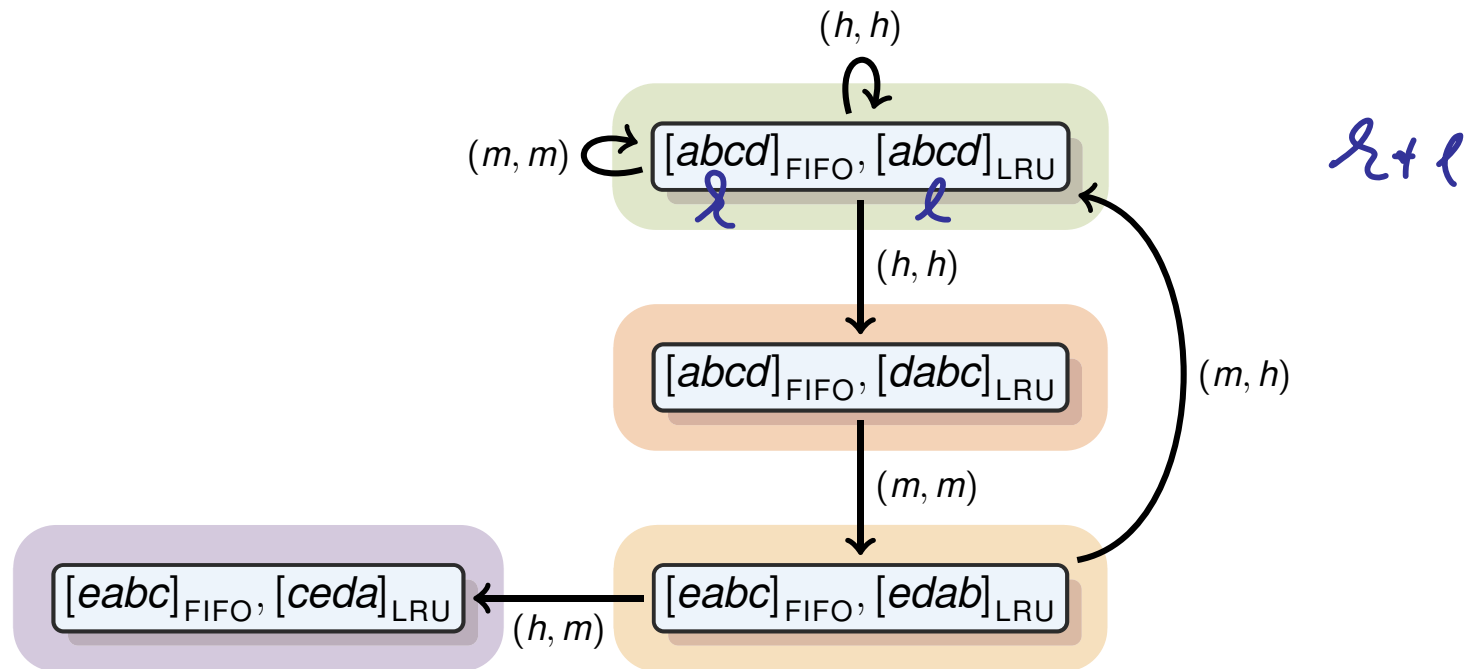 (h, h)
(m, m)
[abcd]FIFO, [abcd]LRU
l
(h, h)
[abcd]FIFO, [dabc]LRU
(m, h)
(m, m)
[eabc]FIFO, [ceda]LRU
(h, m)
[eabc]FIFO, [edab]LRU